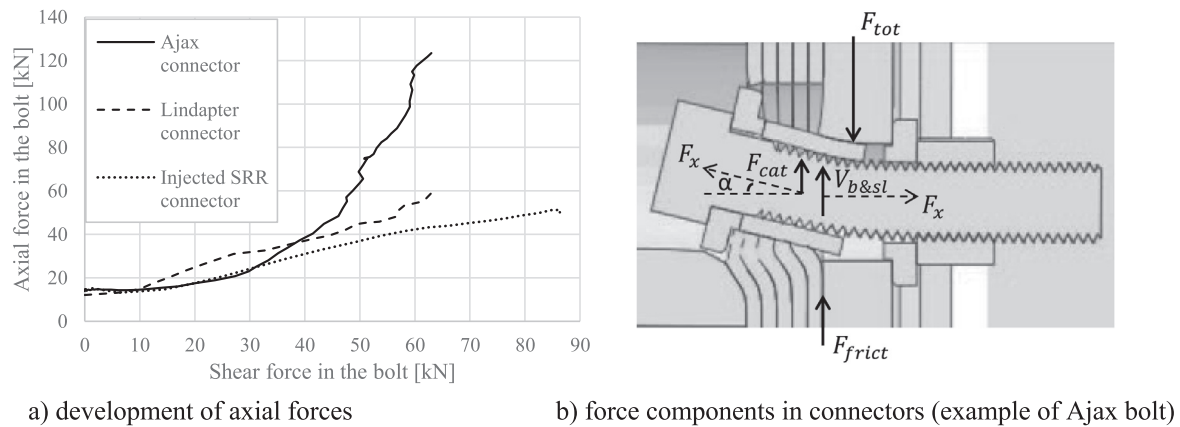 140
120
100
80
60
40
20
0
Axial force in the bolt [kN]
Ajax
connector
Lindapter
connector
Injected SRR
connector
0 10 20 30 40 50 60 70 80 90
Shear force in the bolt [kN]
F_tot
F_x
F_cat
α
V_b&sl
F_x
F_frict
a) development of axial forces
b) force components in connectors (example of Ajax bolt)